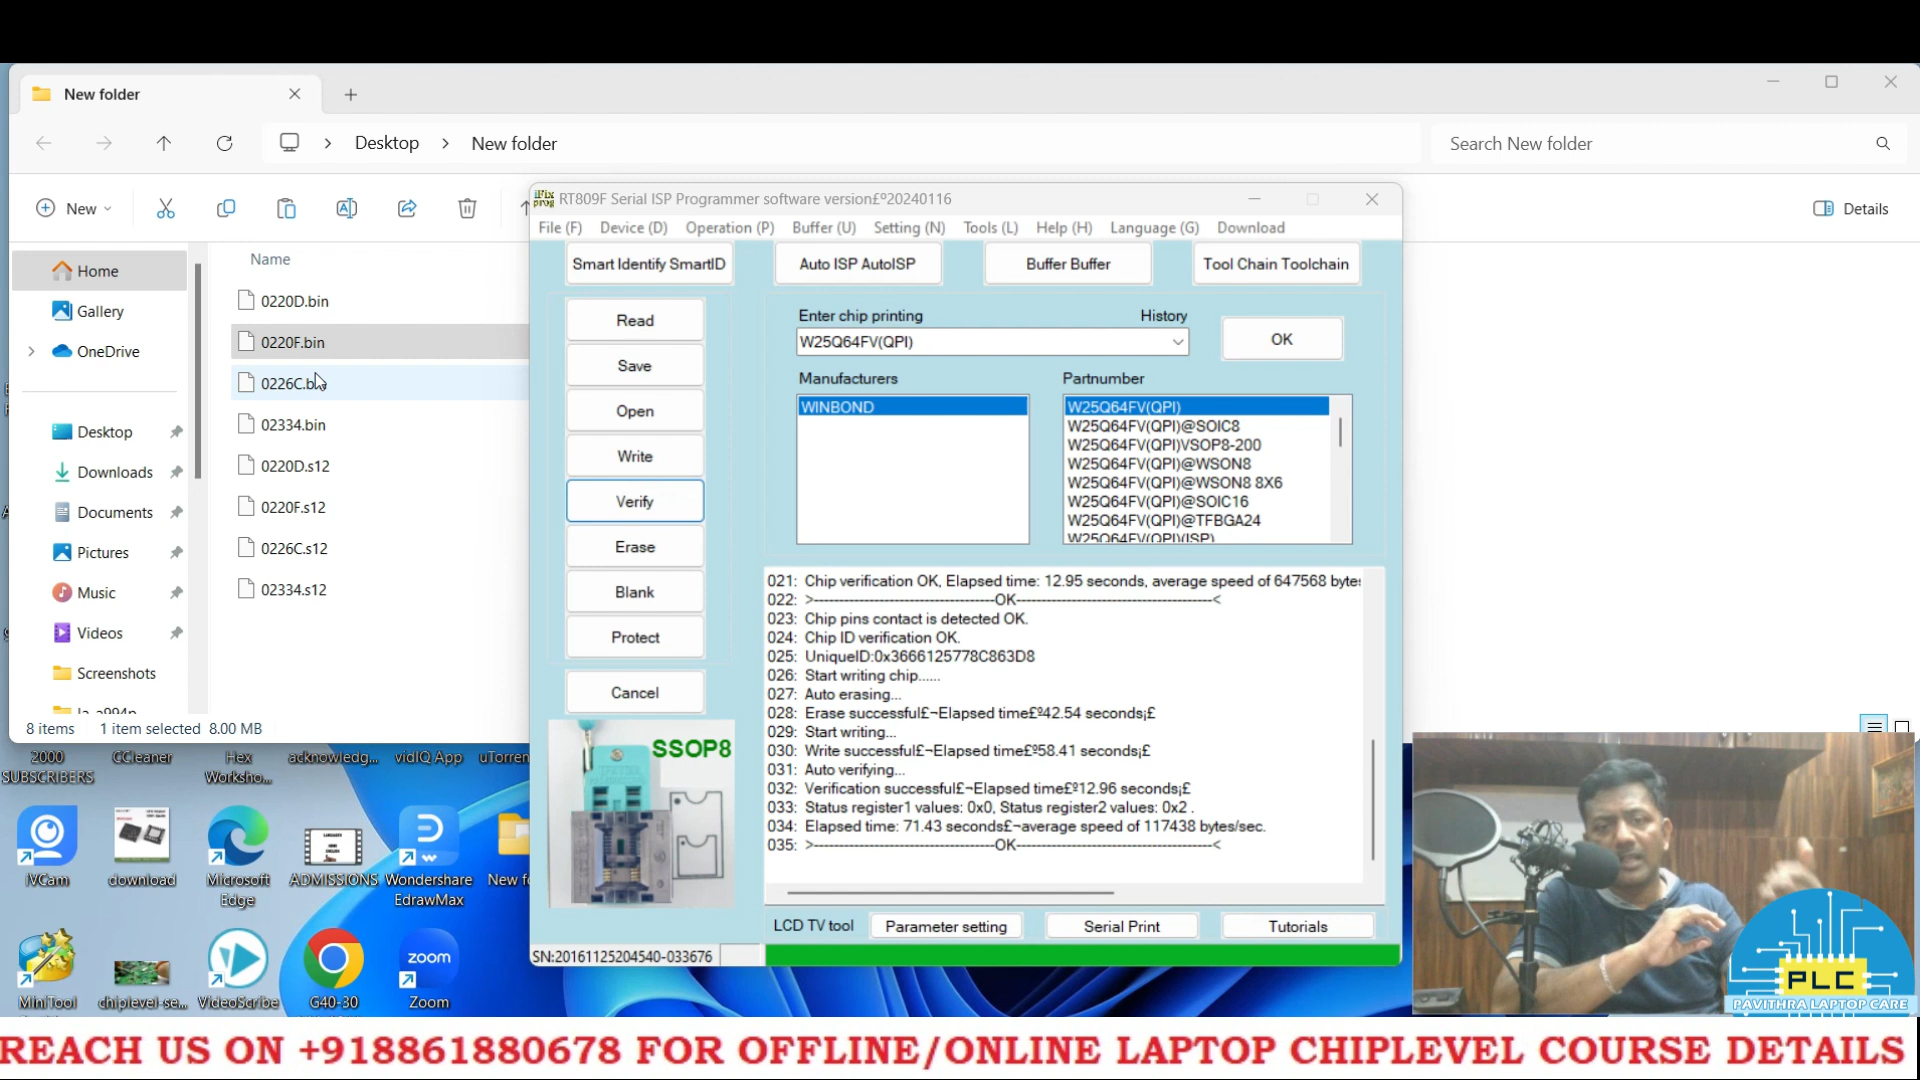 New folder
Desktop > New folder
Search New folder
New
Details
Home
Gallery
OneDrive
Desktop
Downloads
Documents
Pictures
Music
Videos
Screenshots
Name
0220D.bin
0220F.bin
0226C.bin
02334.bin
0220D.s12
0220F.s12
0226C.s12
02334.s12
8 items 1 item selected 8.00 MB
RT809F Serial ISP Programmer software version£º20240116
File (F) Device (D) Operation (P) Buffer (U) Setting (N) Tools (L) Help (H) Language (G) Download
Smart Identify SmartID
Auto ISP AutoISP
Buffer Buffer
Tool Chain Toolchain
Read
Save
Open
Write
Verify
Erase
Blank
Protect
Cancel
SSOP8
SN:20161125204540-033676
Enter chip printing
History
W25Q64FV(QPI)
OK
Manufacturers
WINBOND
Partnumber
W25Q64FV(QPI)
W25Q64FV(QPI)@SOIC8
W25Q64FV(QPI)VSOP8-200
W25Q64FV(QPI)@WSON8
W25Q64FV(QPI)@WSON8 8X6
W25Q64FV(QPI)@SOIC16
W25Q64FV(QPI)@TFBGA24
W25Q64FV(QPI)(ISP)
021: Chip verification OK, Elapsed time: 12.95 seconds, average speed of 647568 byte
022: >-----------------------------------OK--------------------------------------<
023: Chip pins contact is detected OK.
024: Chip ID verification OK.
025: UniqueID:0x3666125778C863D8
026: Start writing chip......
027: Auto erasing...
028: Erase successful£¬Elapsed time£º42.54 seconds¡£
029: Start writing...
030: Write successful£¬Elapsed time£º58.41 seconds¡£
031: Auto verifying...
032: Verification successful£¬Elapsed time£º12.96 seconds¡£
033: Status register1 values: 0x0, Status register2 values: 0x2 .
034: Elapsed time: 71.43 seconds£¬average speed of 117438 bytes/sec.
035: >-----------------------------------OK--------------------------------------<
LCD TV tool
Parameter setting
Serial Print
Tutorials
2000 SUBSCRIBERS
CCleaner
Hex Worksho...
acknowledg...
vidIQ App
uTorren
iVCam
download
Microsoft Edge
ADMISSIONS
Wondershare EdrawMax
New f
MiniTool
chiplevel-se...
VideoScribe
G40-30
zoom
Zoom
PLC
PAVITHRA LAPTOP CARE
REACH US ON +918861880678 FOR OFFLINE/ONLINE LAPTOP CHIPLEVEL COURSE DETAILS